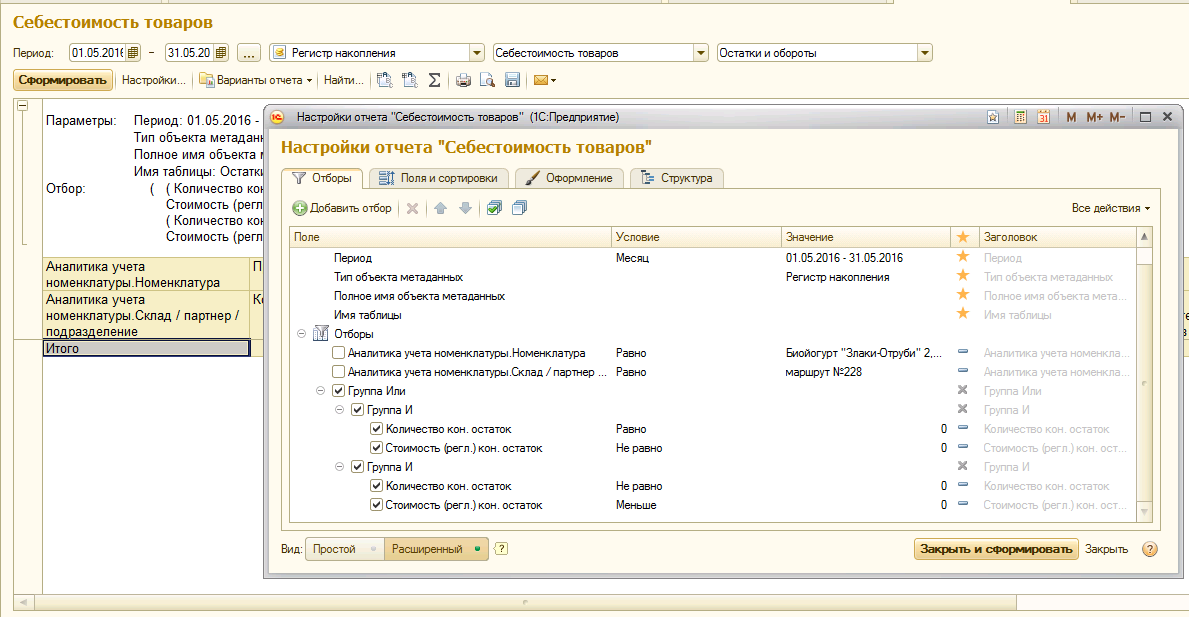 Себестоимость товаров
Период: 01.05.2016 – 31.05.20 ... Регистр накопления Себестоимость товаров Остатки и обороты
Сформировать Настройки... Варианты отчета Найти... Σ
Параметры: Период: 01.05.2016 -
Тип объекта метаданн
Полное имя объекта
Имя таблицы: Остатк
Отбор: ( ( Количество кон
Стоимость (регл
( Количество кон
Стоимость (регл
Аналитика учета
номенклатуры.Номенклатура
Аналитика учета
номенклатуры.Склад / партнер /
подразделение
Итого
Настройки отчета "Себестоимость товаров" (1С:Предприятие) 31 M M+ M-
Настройки отчета "Себестоимость товаров"
Отборы Поля и сортировки Оформление Структура
Добавить отбор Все действия
Поле Условие Значение Заголовок
Период Месяц 01.05.2016 - 31.05.2016 Период
Тип объекта метаданных Регистр накопления Тип объекта метаданных
Полное имя объекта метаданных Полное имя объекта мета...
Имя таблицы Имя таблицы
Отборы
Аналитика учета номенклатуры.Номенклатура Равно Биойогурт "Злаки-Отруби" 2,... Аналитика учета номенкла...
Аналитика учета номенклатуры.Склад / партнер ... Равно маршрут №228 Аналитика учета номенкла...
Группа Или Группа Или
Группа И Группа И
Количество кон. остаток Равно 0 Количество кон. остаток
Стоимость (регл.) кон. остаток Не равно 0 Стоимость (регл.) кон. ост...
Группа И Группа И
Количество кон. остаток Не равно 0 Количество кон. остаток
Стоимость (регл.) кон. остаток Меньше 0 Стоимость (регл.) кон. ост...
Вид: Простой Расширенный ? Закрыть и сформировать Закрыть ?